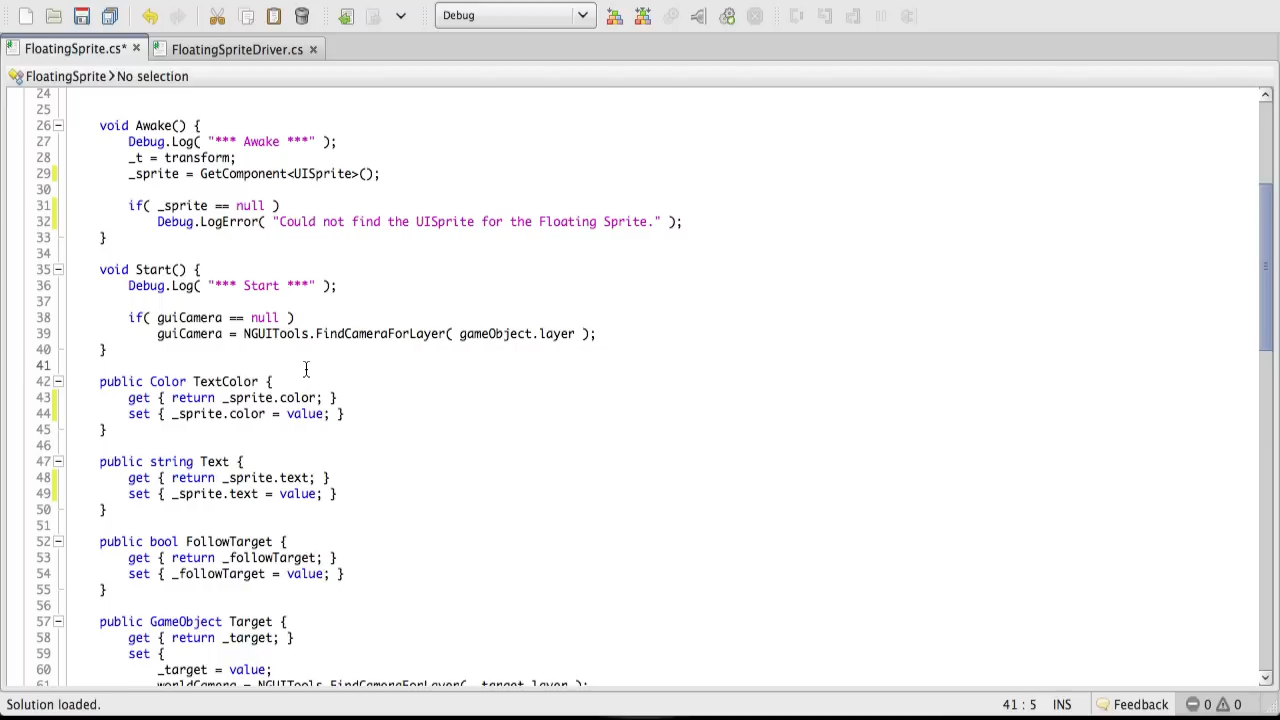 Debug
FloatingSprite.cs* ×
FloatingSpriteDriver.cs ×
FloatingSprite > No selection
24
25
26 void Awake() {
27 Debug.Log( "*** Awake ***" );
28 _t = transform;
29 _sprite = GetComponent<UISprite>();
30
31 if( _sprite == null )
32 Debug.LogError( "Could not find the UISprite for the Floating Sprite." );
33 }
34
35 void Start() {
36 Debug.Log( "*** Start ***" );
37
38 if( guiCamera == null )
39 guiCamera = NGUITools.FindCameraForLayer( gameObject.layer );
40 }
41
42 public Color TextColor {
43 get { return _sprite.color; }
44 set { _sprite.color = value; }
45 }
46
47 public string Text {
48 get { return _sprite.text; }
49 set { _sprite.text = value; }
50 }
51
52 public bool FollowTarget {
53 get { return _followTarget; }
54 set { _followTarget = value; }
55 }
56
57 public GameObject Target {
58 get { return _target; }
59 set {
60 _target = value;
61 worldCamera = NGUITools.FindCameraForLayer( _target.layer );
Solution loaded.
41 : 5 INS Feedback 0 0